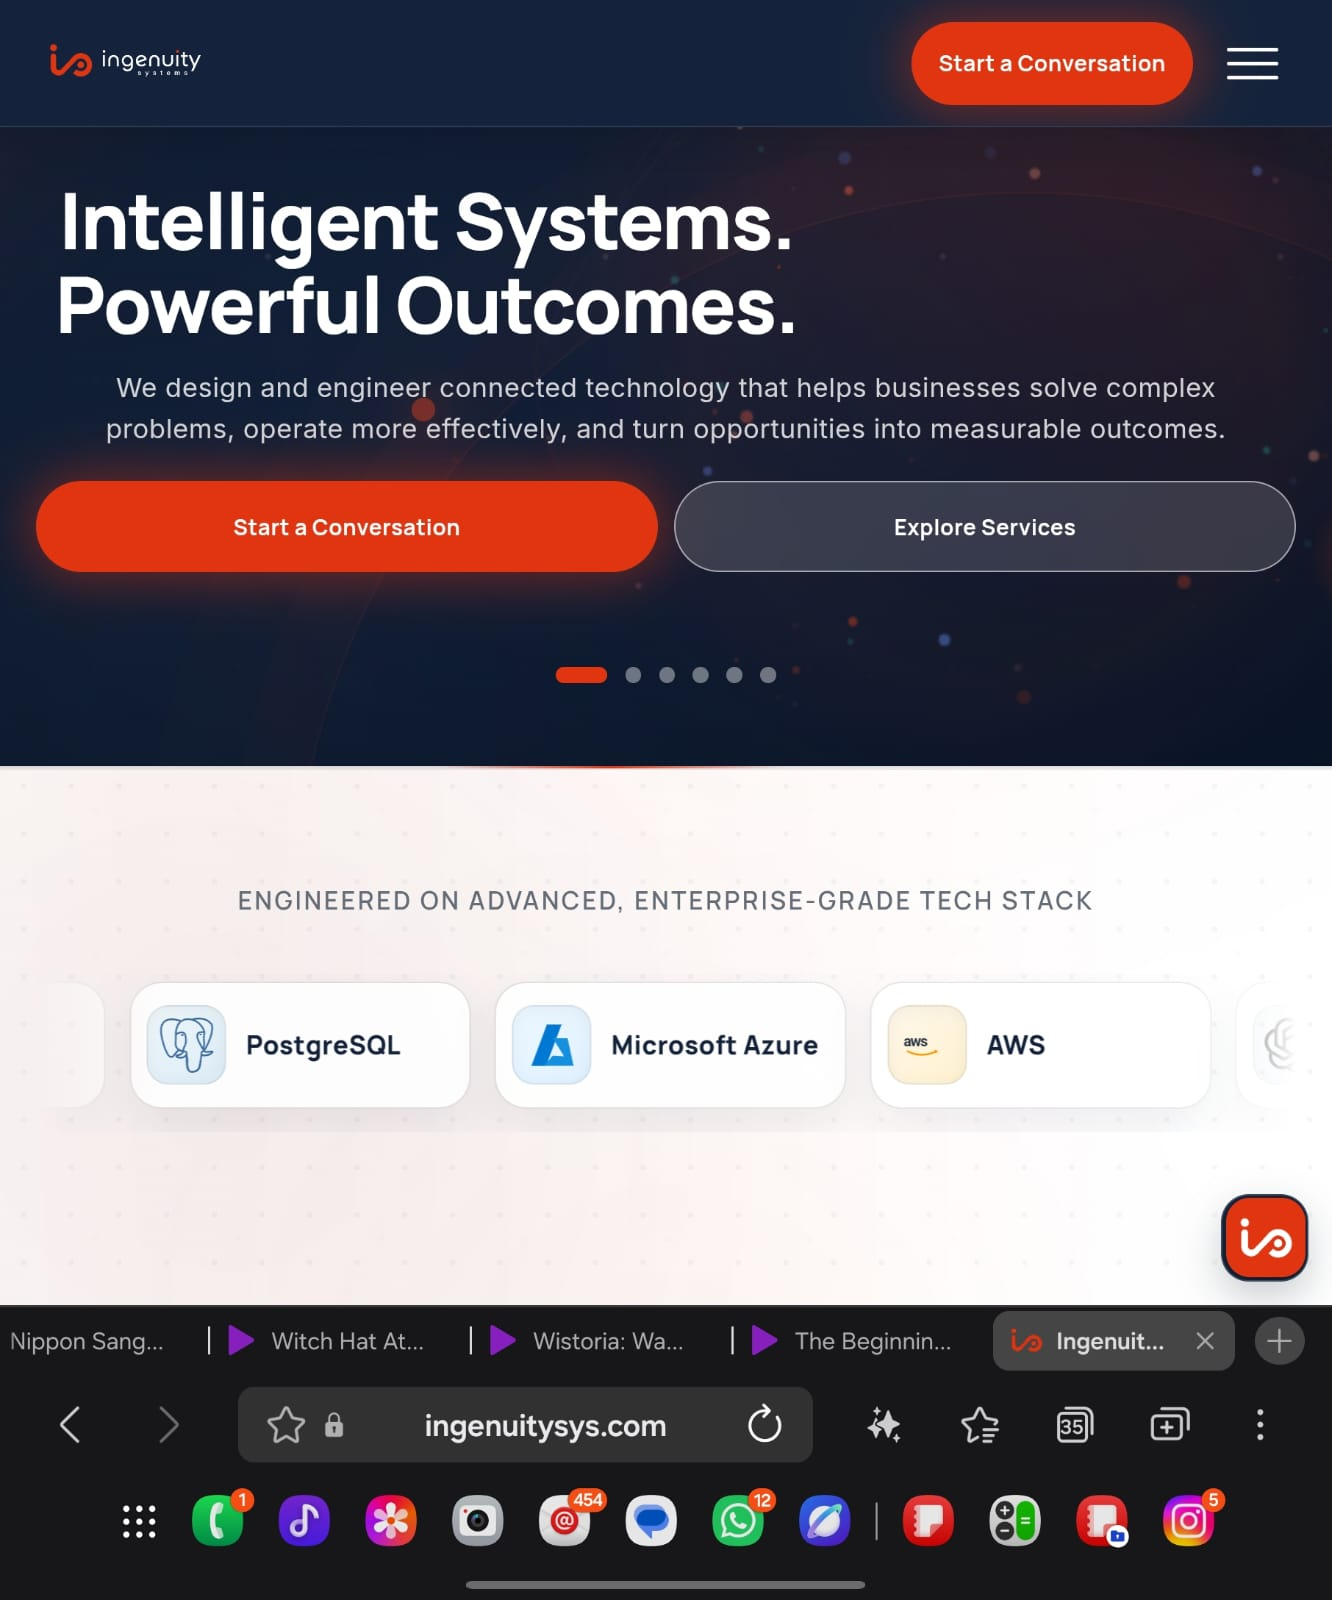 ingenuity
systems
Start a Conversation
Intelligent Systems.
Powerful Outcomes.
We design and engineer connected technology that helps businesses solve complex
problems, operate more effectively, and turn opportunities into measurable outcomes.
Start a Conversation
Explore Services
ENGINEERED ON ADVANCED, ENTERPRISE-GRADE TECH STACK
PostgreSQL
Microsoft Azure
aws
AWS
Nippon Sang...
Witch Hat At...
Wistoria: Wa...
The Beginnin...
Ingenuit...
ingenuitysys.com
35
1
454
12
5